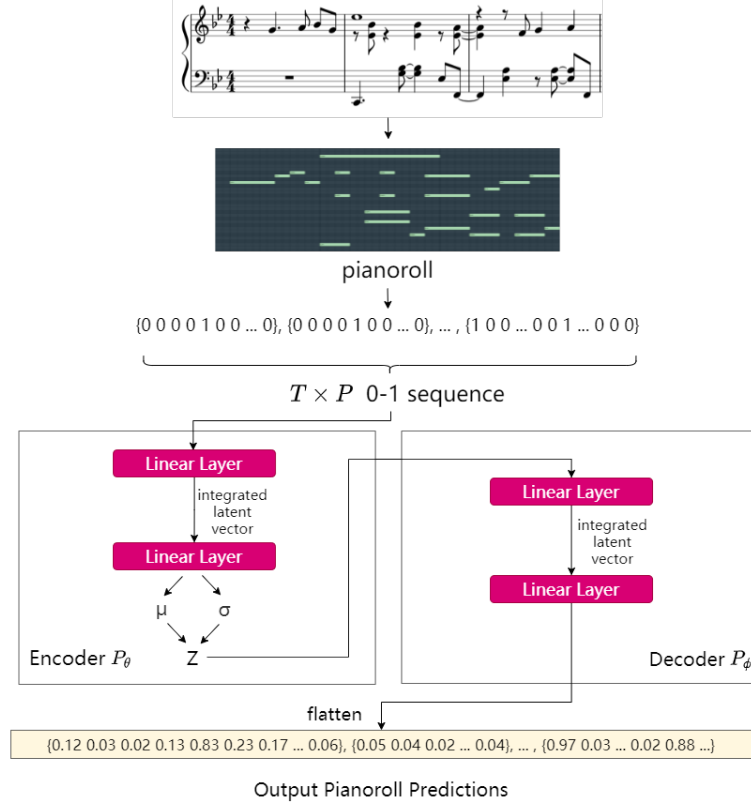 pianoroll
{0 0 0 0 1 0 0 ... 0}, {0 0 0 0 1 0 0 ... 0}, ... , {1 0 0 ... 0 0 1 ... 0 0 0}
T × P 0-1 sequence
Linear Layer
integrated
latent
vector
Linear Layer
μ σ
Z
Encoder P_θ
Linear Layer
integrated
latent
vector
Linear Layer
Decoder P_ϕ
flatten
{0.12 0.03 0.02 0.13 0.83 0.23 0.17 ... 0.06}, {0.05 0.04 0.02 ... 0.04}, ... , {0.97 0.03 ... 0.02 0.88 ...}
Output Pianoroll Predictions